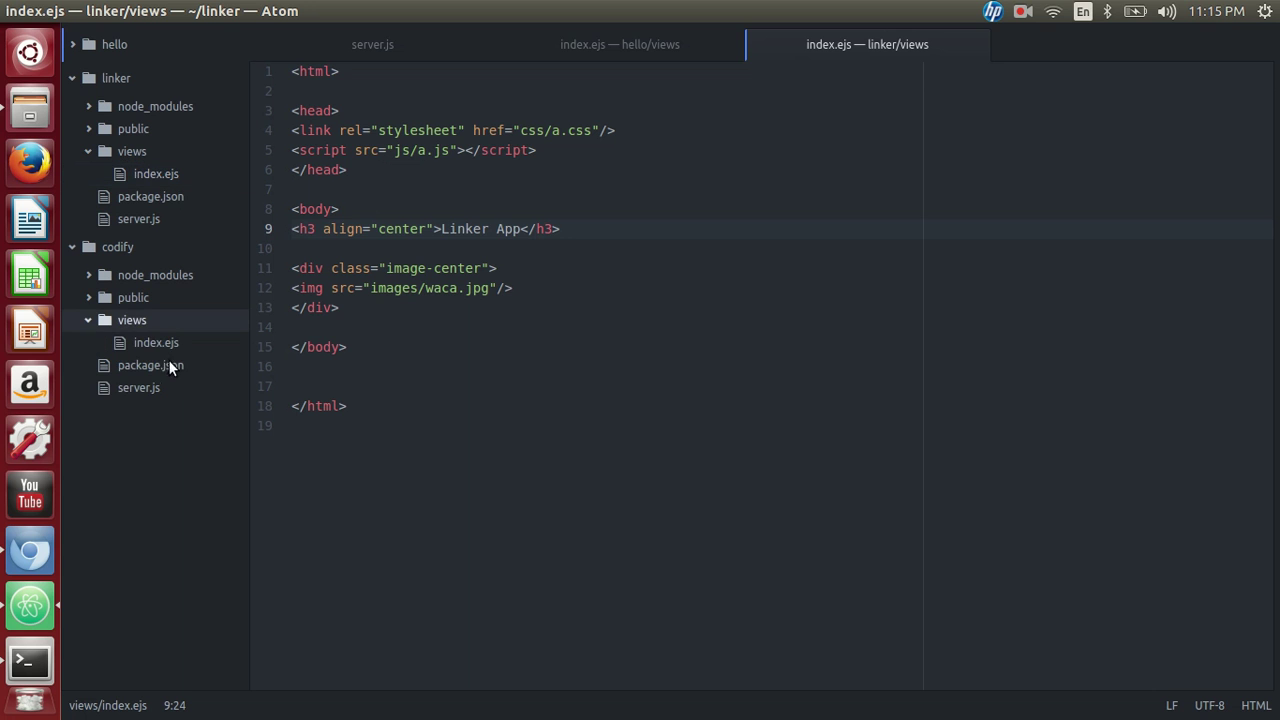 index.ejs — linker/views — ~/linker — Atom
En
11:15 PM
hello
linker
node_modules
public
views
index.ejs
package.json
server.js
codify
node_modules
public
views
index.ejs
package.json
server.js
server.js
index.ejs — hello/views
index.ejs — linker/views
1 <html>
2
3 <head>
4 <link rel="stylesheet" href="css/a.css"/>
5 <script src="js/a.js"></script>
6 </head>
7
8 <body>
9 <h3 align="center">Linker App</h3>
10
11 <div class="image-center">
12 <img src="images/waca.jpg"/>
13 </div>
14
15 </body>
16
17
18 </html>
19
hp
a
You
Tube
>_
views/index.ejs 9:24
LF UTF-8 HTML